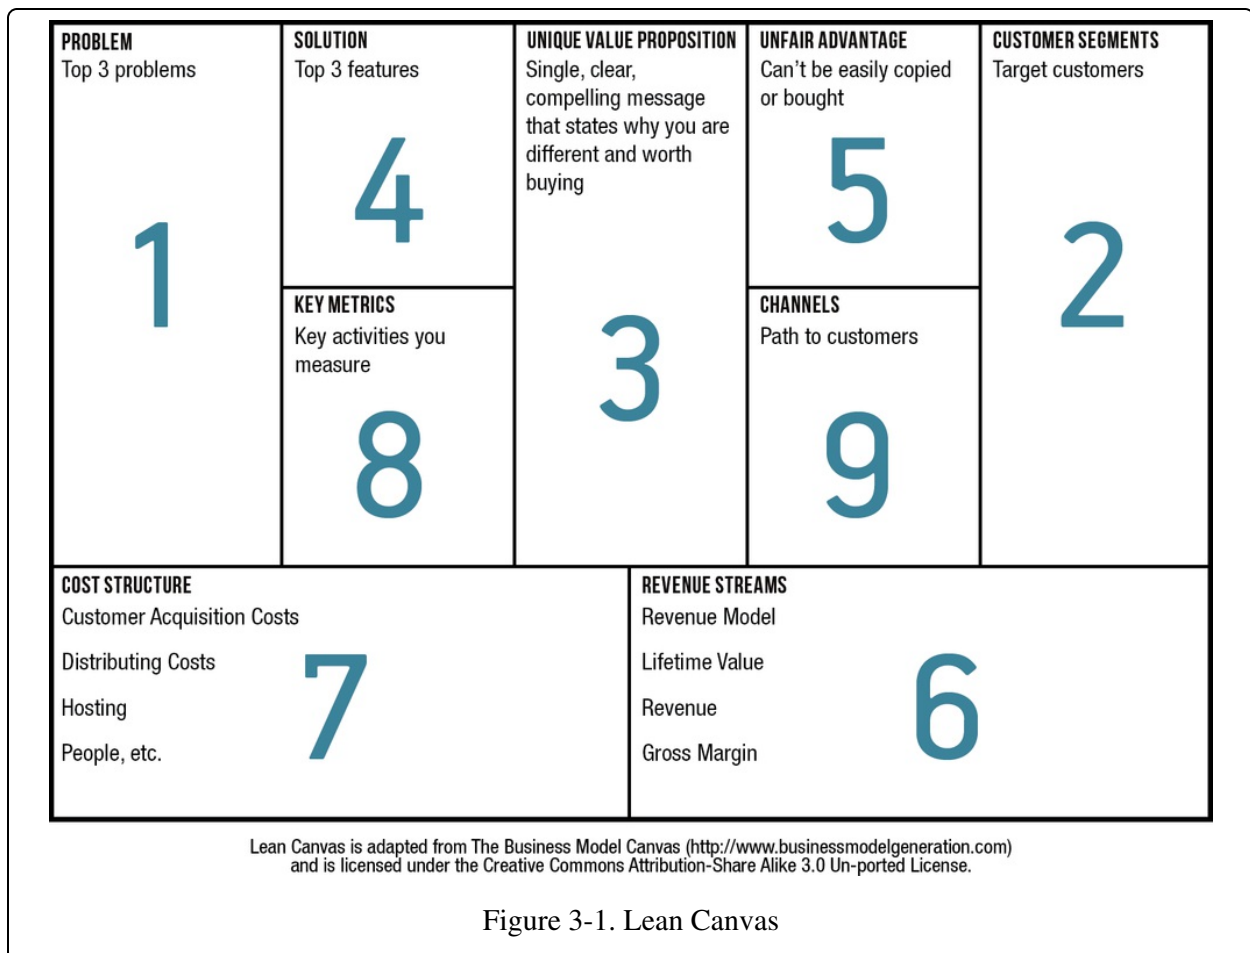 PROBLEM
Top 3 problems
1
SOLUTION
Top 3 features
4
KEY METRICS
Key activities you
measure
8
UNIQUE VALUE PROPOSITION
Single, clear,
compelling message
that states why you are
different and worth
buying
3
UNFAIR ADVANTAGE
Can't be easily copied
or bought
5
CHANNELS
Path to customers
9
CUSTOMER SEGMENTS
Target customers
2
COST STRUCTURE
Customer Acquisition Costs
Distributing Costs
Hosting
People, etc.
7
REVENUE STREAMS
Revenue Model
Lifetime Value
Revenue
Gross Margin
6
Lean Canvas is adapted from The Business Model Canvas (http://www.businessmodelgeneration.com)
and is licensed under the Creative Commons Attribution-Share Alike 3.0 Un-ported License.
Figure 3-1. Lean Canvas